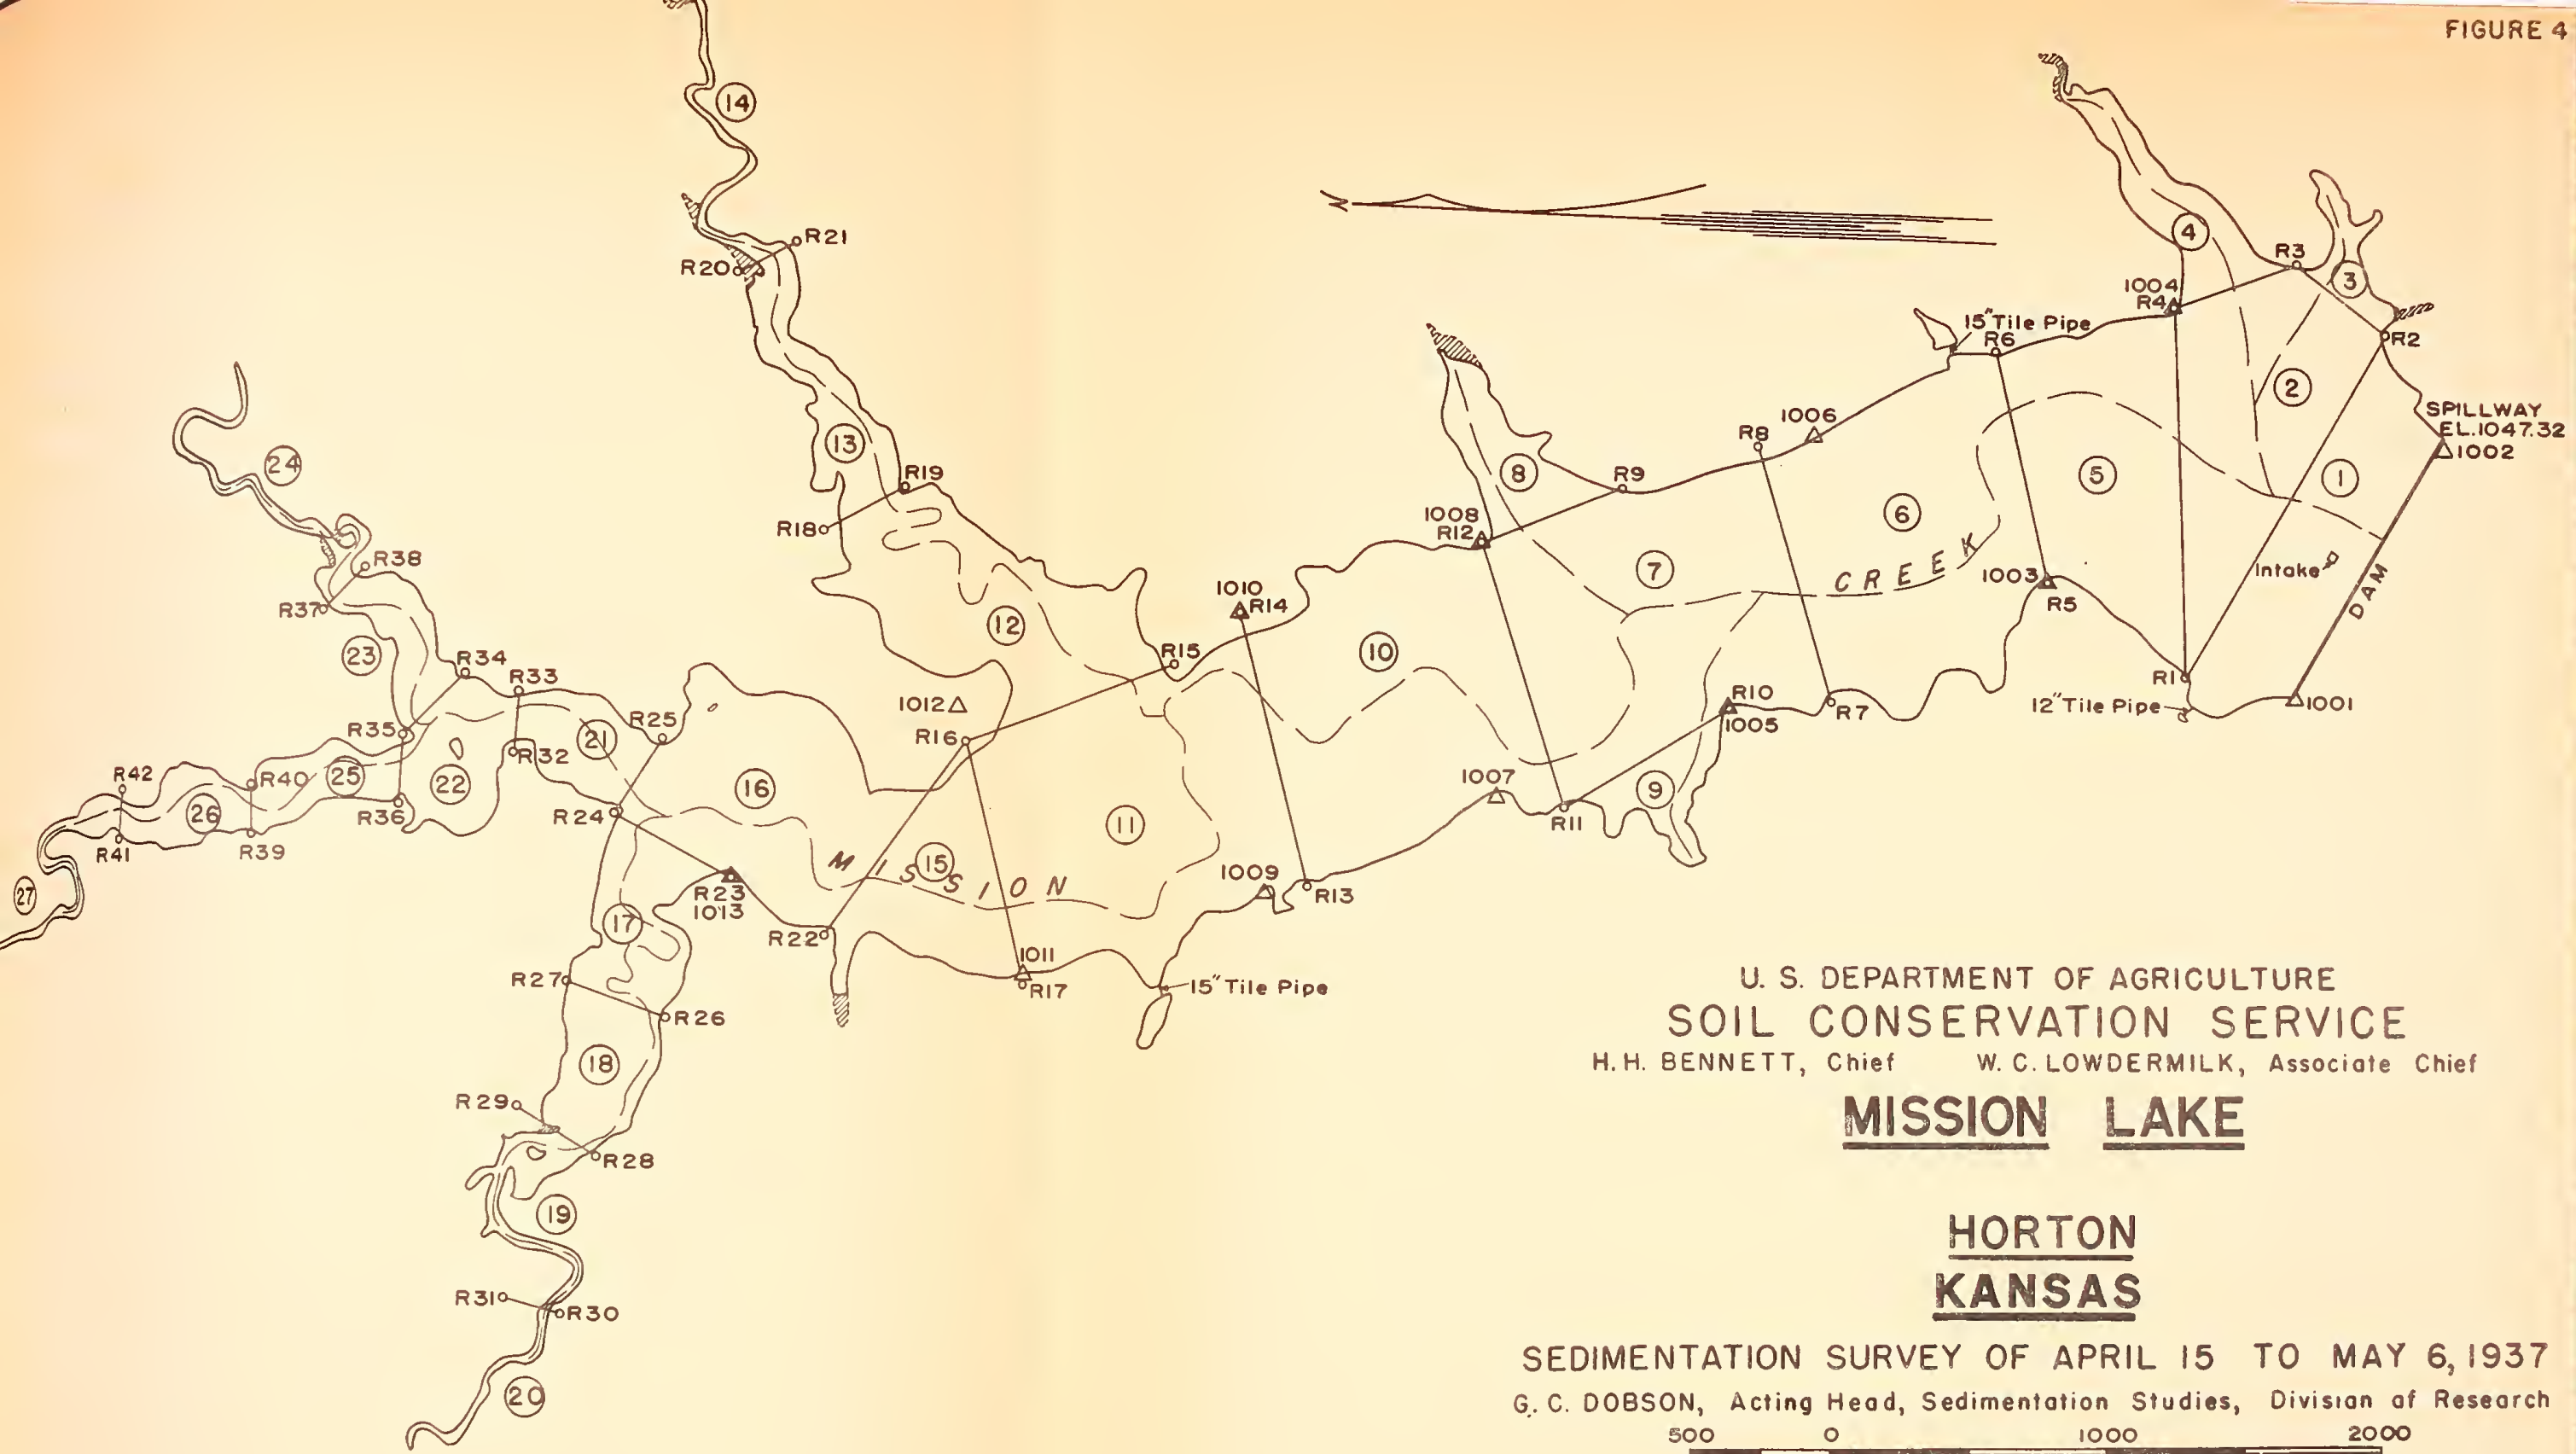 FIGURE 4
14
R21
R20
13
R19
R18
12
1012
R16
R15
1010
R14
10
1008
R12
8
R9
R8
1006
15" Tile Pipe
R6
1004
R4
4
R3
3
R2
2
SPILLWAY
EL.1047.32
1002
1
5
6
7
CREEK
1003
R5
Intake
DAM
R1
12" Tile Pipe
1001
R7
R10
1005
9
1007
R11
24
R38
R37
23
R34
R33
R35
R32
21
R25
22
25
R36
R40
R42
26
R41
R39
27
R24
16
15
11
MISSION
R23
1013
17
R22
1009
R13
1011
R17
15" Tile Pipe
R27
R26
18
R29
R28
19
R31
R30
20
U. S. DEPARTMENT OF AGRICULTURE
SOIL CONSERVATION SERVICE
H. H. BENNETT, Chief W. C. LOWDERMILK, Associate Chief
MISSION LAKE
HORTON
KANSAS
SEDIMENTATION SURVEY OF APRIL 15 TO MAY 6, 1937
G. C. DOBSON, Acting Head, Sedimentation Studies, Division of Research
500 0 1000 2000